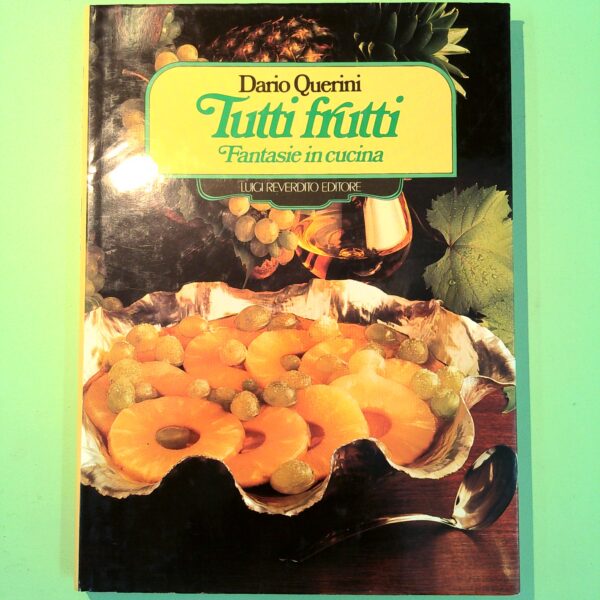 Dario Querini
Tutti frutti
Fantasie in cucina
LUIGI REVERDITO EDITORE